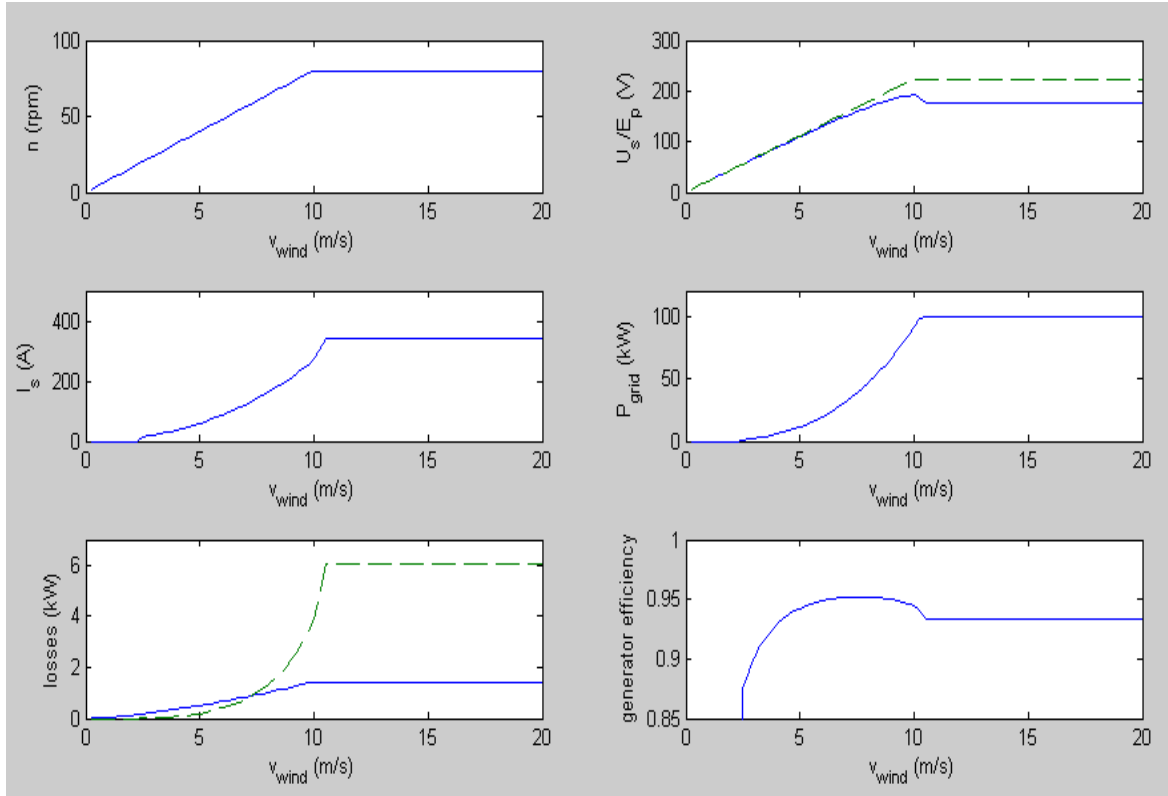 100
50
0
n (rpm)
0 5 10 15 20
v_wind (m/s)
300
200
100
0
U_s/E_p (V)
0 5 10 15 20
v_wind (m/s)
400
200
0
I_s (A)
0 5 10 15 20
v_wind (m/s)
100
50
0
P_grid (kW)
0 5 10 15 20
v_wind (m/s)
6
4
2
0
losses (kW)
0 5 10 15 20
v_wind (m/s)
1
0.95
0.9
0.85
generator efficiency
0 5 10 15 20
v_wind (m/s)